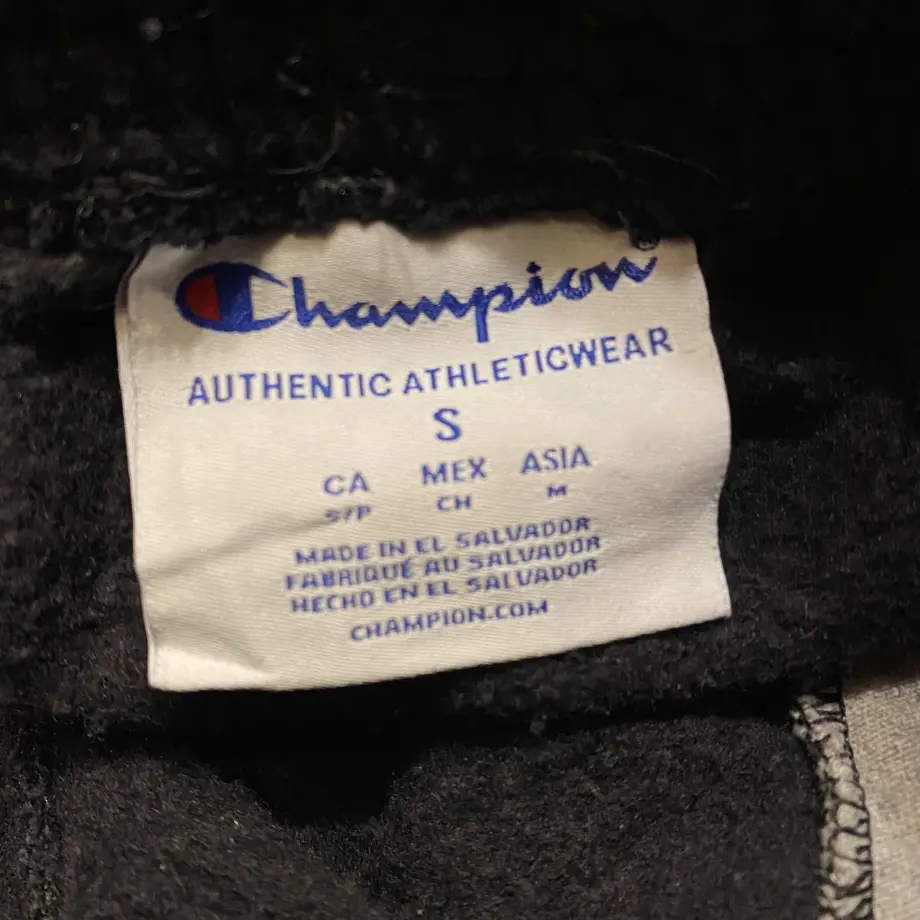 Champion®
AUTHENTIC ATHLETICWEAR
S
CA MEX ASIA
S/P CH M
MADE IN EL SALVADOR
FABRIQUÉ AU SALVADOR
HECHO EN EL SALVADOR
CHAMPION.COM